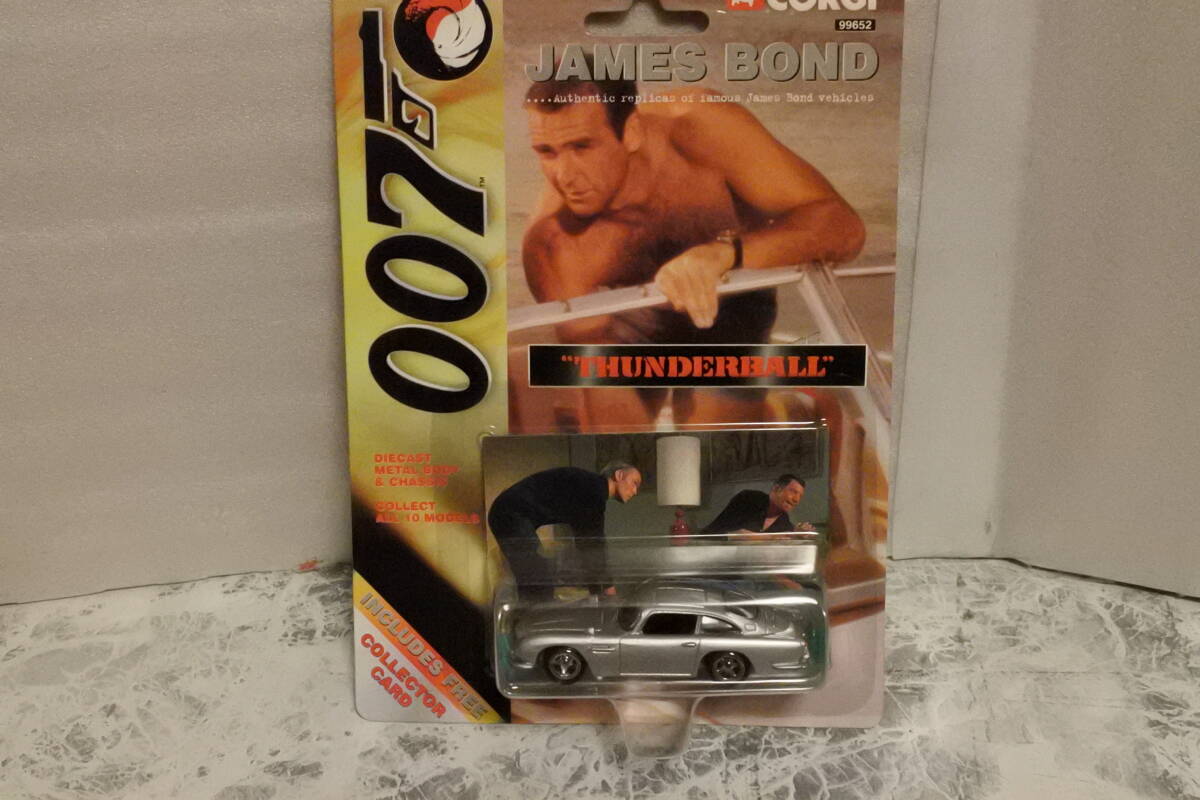 CORGI
99652
JAMES BOND
....Authentic replicas of famous James Bond vehicles
007
TM
"THUNDERBALL"
DIECAST
METAL BODY
& CHASSIS
COLLECT
ALL 10 MODELS
INCLUDES FREE
COLLECTOR
CARD